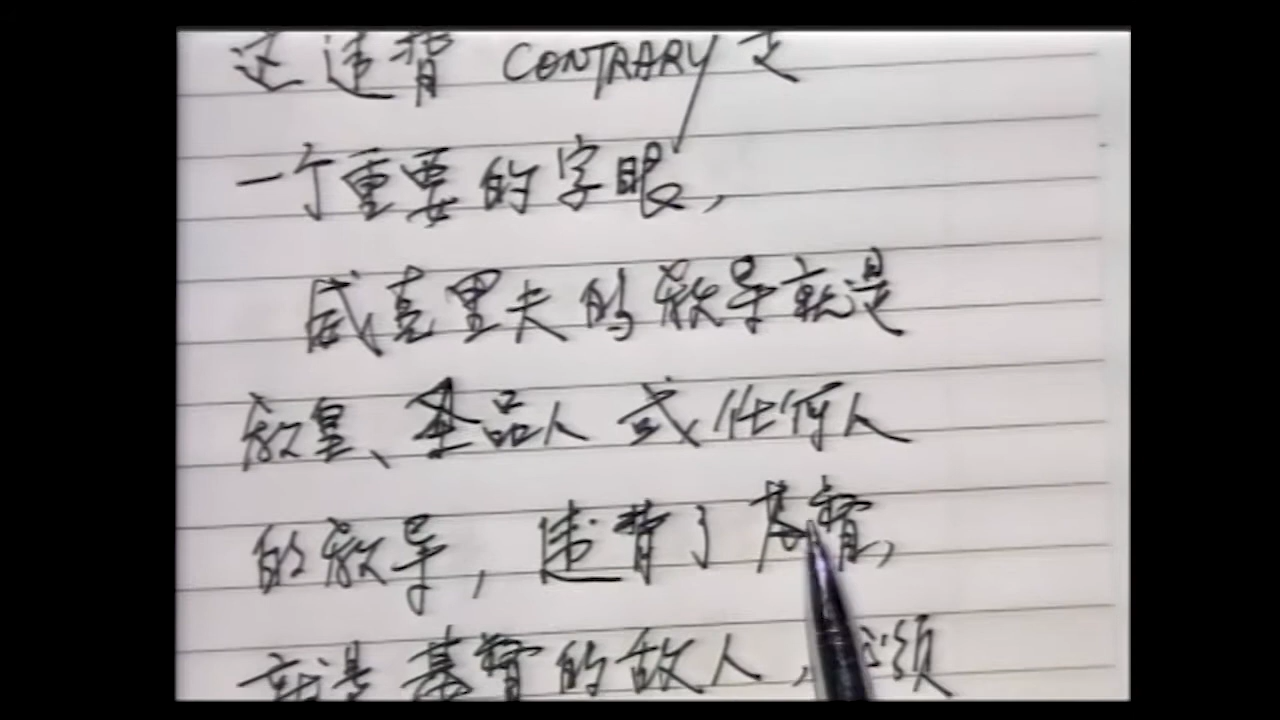 这违背 CONTRARY 是
一个重要的字眼,
威克里夫的教导就是
教皇、圣品人或任何人
的教导, 违背了基督,
就是基督的敌人, 必须